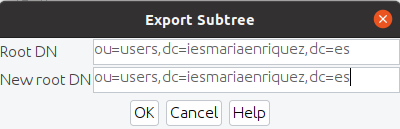 Export Subtree
Root DN ou=users,dc=iesmariaenriquez,dc=es
New root DN ou=users,dc=iesmariaenriquez,dc=es
OK Cancel Help